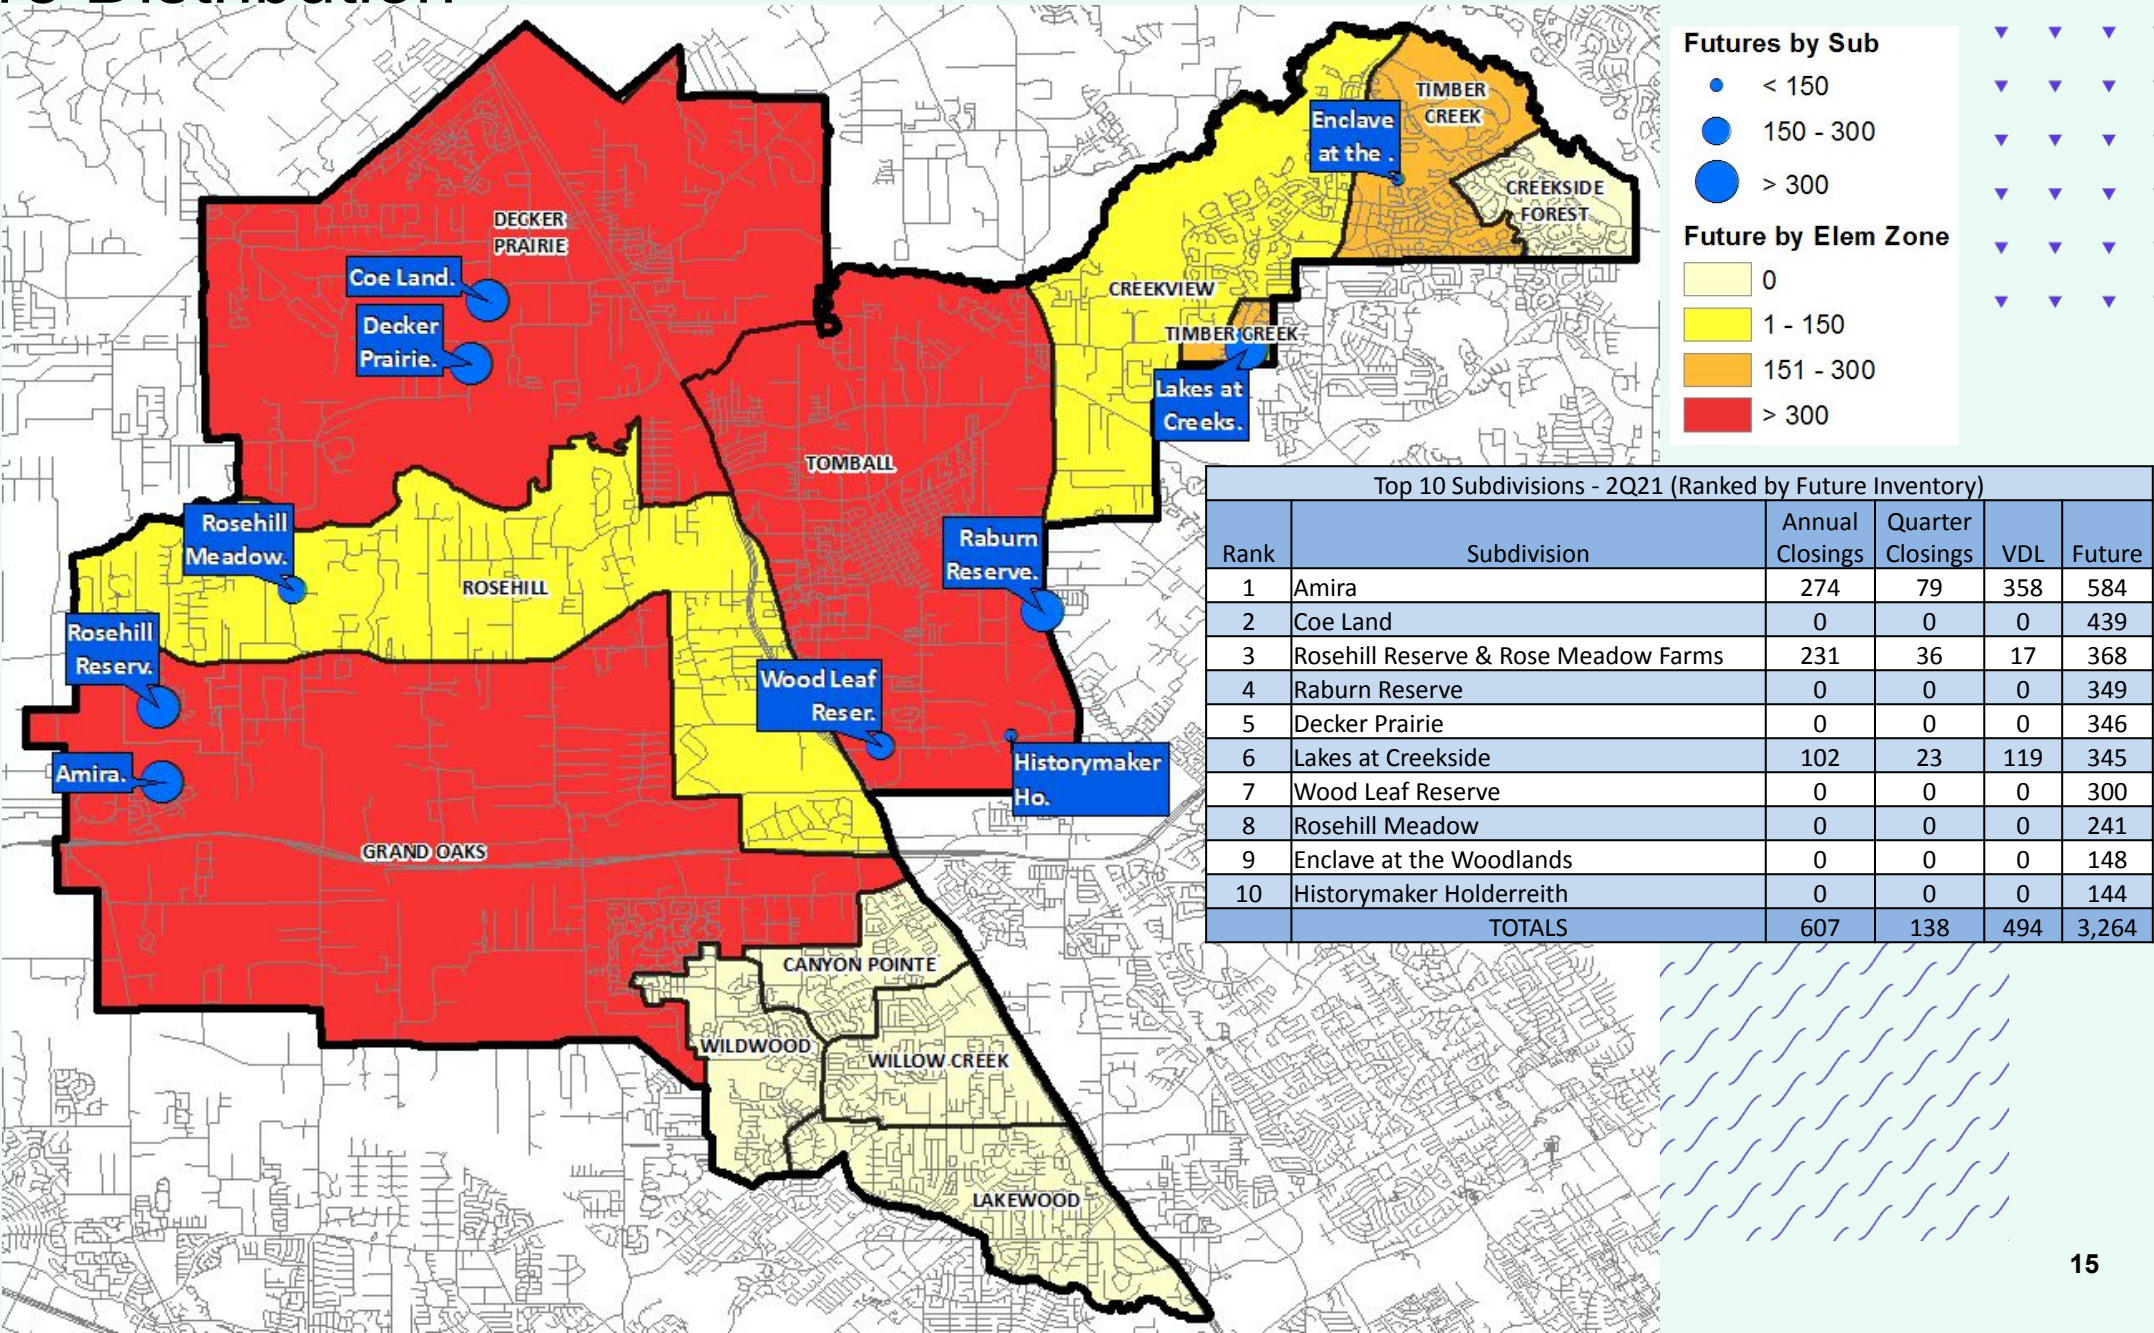 Distribution
Futures by Sub
< 150
150 - 300
> 300
Future by Elem Zone
0
1 - 150
151 - 300
> 300
TIMBER
CREEK
Enclave
at the .
CREEKSIDE
FOREST
DECKER
PRAIRIE
Coe Land.
Decker
Prairie.
CREEKVIEW
TIMBER CREEK
Lakes at
Creeks.
TOMBALL
Rosehill
Meadow.
ROSEHILL
Raburn
Reserve.
Rosehill
Reserv.
Wood Leaf
Reser.
Amira.
Historymaker
Ho.
GRAND OAKS
CANYON POINTE
WILDWOOD
WILLOW CREEK
LAKEWOOD
Top 10 Subdivisions - 2Q21 (Ranked by Future Inventory)
Rank Subdivision Annual Closings Quarter Closings VDL Future
1 Amira 274 79 358 584
2 Coe Land 0 0 0 439
3 Rosehill Reserve & Rose Meadow Farms 231 36 17 368
4 Raburn Reserve 0 0 0 349
5 Decker Prairie 0 0 0 346
6 Lakes at Creekside 102 23 119 345
7 Wood Leaf Reserve 0 0 0 300
8 Rosehill Meadow 0 0 0 241
9 Enclave at the Woodlands 0 0 0 148
10 Historymaker Holderreith 0 0 0 144
TOTALS 607 138 494 3,264
15